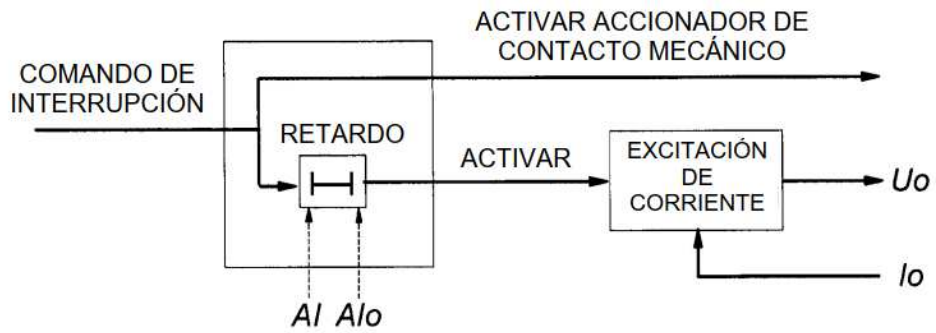 ACTIVAR ACCIONADOR DE
CONTACTO MECÁNICO
COMANDO DE
INTERRUPCIÓN
RETARDO
ACTIVAR
EXCITACIÓN
DE
CORRIENTE
Uo
Io
AI AIo